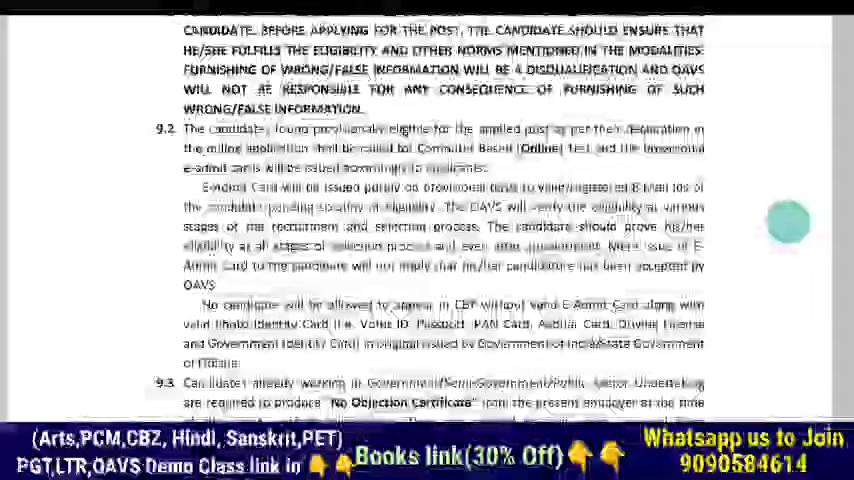 CANDIDATE. BEFORE APPLYING FOR THE POST, THE CANDIDATE SHOULD ENSURE THAT
HE/SHE FULFILLS THE ELIGIBILITY AND OTHER NORMS MENTIONED IN THE MODALITIES.
FURNISHING OF WRONG/FALSE INFORMATION WILL BE A DISQUALIFICATION AND OAVS
WILL NOT BE RESPONSIBLE FOR ANY CONSEQUENCE OF FURNISHING OF SUCH
WRONG/FALSE INFORMATION.
9.2 The candidates found provisionally eligible for the applied post as per their declaration in
the online application shall be called for Computer Based (Online) Test and the provisional
e-admit cards will be issued accordingly to applicants.
E-Admit Card will be issued purely on provisional basis to valid/registered E-Mail Ids of
the candidate pending scrutiny of eligibility. The OAVS will verify the eligibility at various
stages of the recruitment and selection process. The candidate should prove his/her
eligibility at all stages of selection process and even after appointment. Mere issue of E-
Admit Card to the candidate will not imply that his/her candidature has been accepted by
OAVS
No candidate will be allowed to appear in CBT without valid E-Admit Card along with
valid Photo Identity Card i.e. Voter ID, Passport, PAN Card, Aadhar Card, Driving License
and Government Identity Card) in original issued by Government of India/State Government
of Odisha.
9.3 Candidates already working in Government/Semi-Government/Public Sector Undertaking
are required to produce "No Objection Certificate" from the present employer at the time
(Arts,PCM,CBZ, Hindi, Sanskrit,PET)
PGT,LTR,OAVS Demo Class link in 👇 👇
Books link(30% Off)👇 👇
Whatsapp us to Join
9090584614